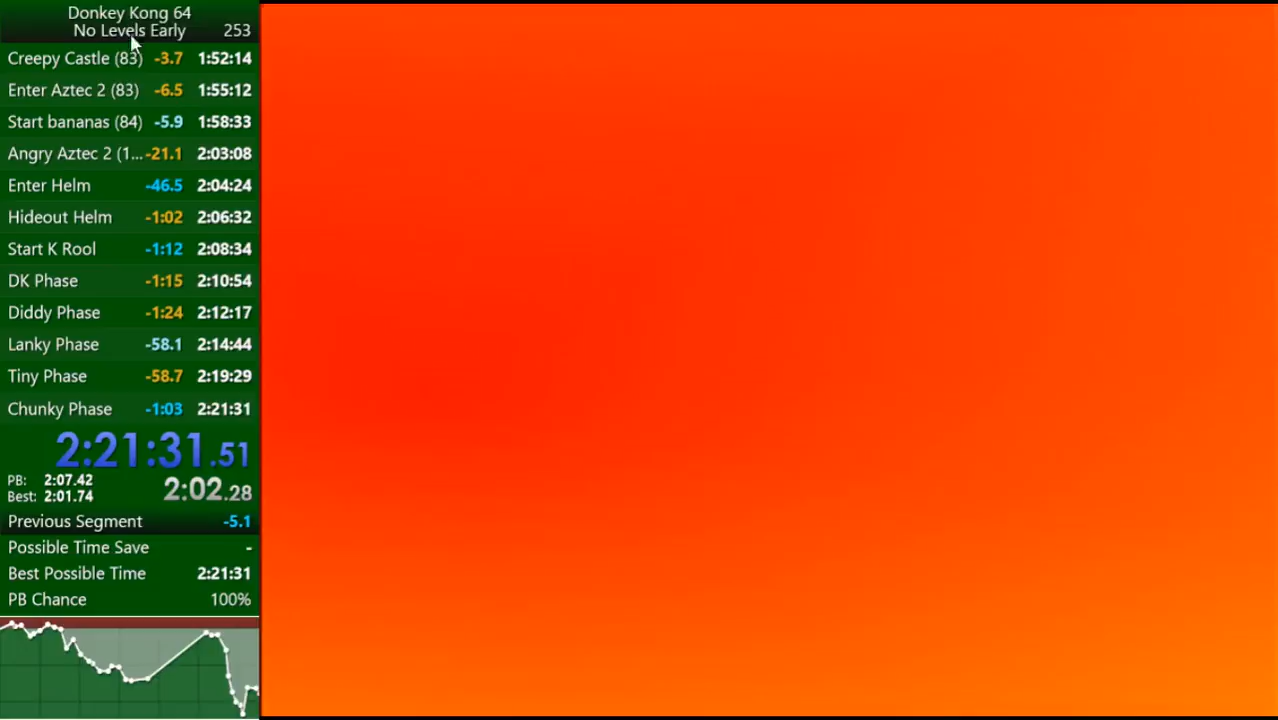 Donkey Kong 64
No Levels Early 253
Creepy Castle (83) -3.7 1:52:14
Enter Aztec 2 (83) -6.5 1:55:12
Start bananas (84) -5.9 1:58:33
Angry Aztec 2 (1... -21.1 2:03:08
Enter Helm -46.5 2:04:24
Hideout Helm -1:02 2:06:32
Start K Rool -1:12 2:08:34
DK Phase -1:15 2:10:54
Diddy Phase -1:24 2:12:17
Lanky Phase -58.1 2:14:44
Tiny Phase -58.7 2:19:29
Chunky Phase -1:03 2:21:31
2:21:31.51
PB: 2:07.42
Best: 2:01.74 2:02.28
Previous Segment -5.1
Possible Time Save -
Best Possible Time 2:21:31
PB Chance 100%